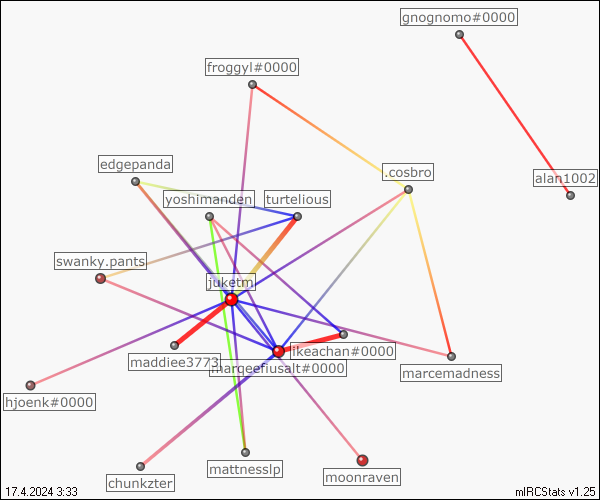 gnognomo#0000
froggyl#0000
edgepanda
.cosbro
alan1002
yoshimanden
turtelious
swanky.pants
juketm
likeachan#0000
maddiee3773
margeefiusalt#0000
marcemadness
hjoenk#0000
mattnesslp
moonraven
chunkzter
17.4.2024 3:33
mIRCStats v1.25